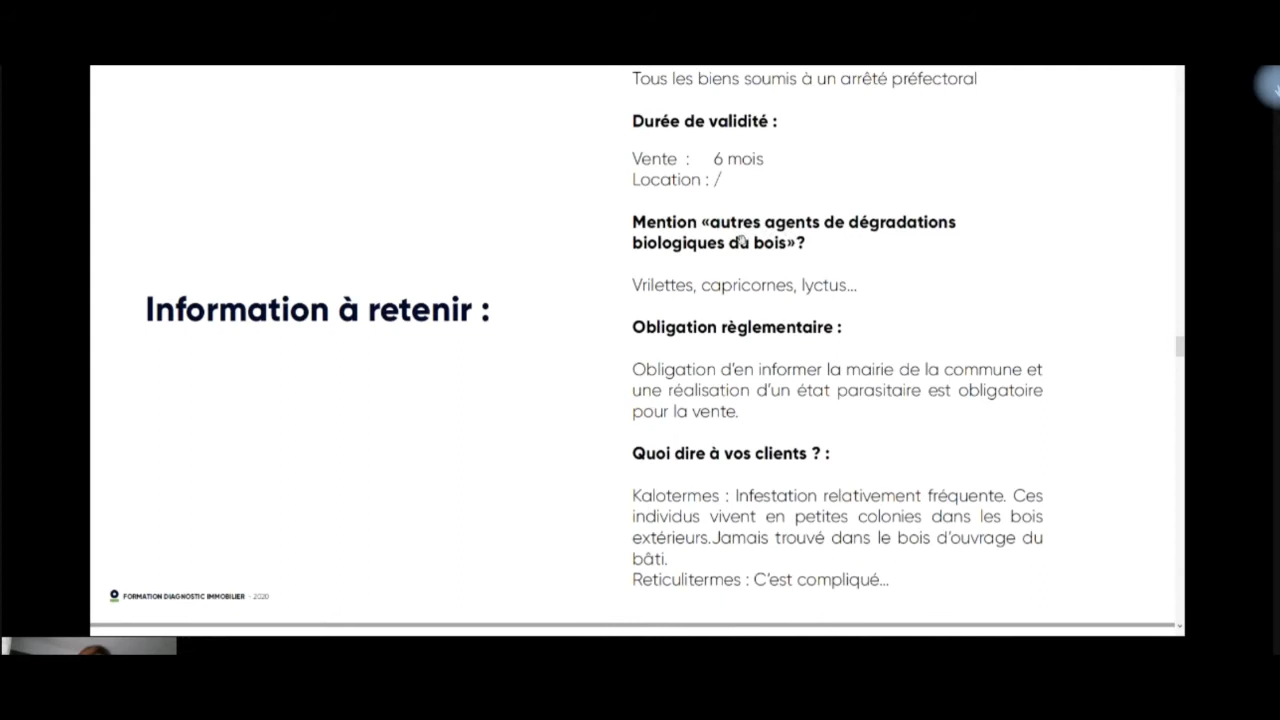 Tous les biens soumis à un arrêté préfectoral
Durée de validité :
Vente : 6 mois
Location : /
Mention «autres agents de dégradations
biologiques du bois»?
Vrilettes, capricornes, lyctus...
Information à retenir :
Obligation règlementaire :
Obligation d'en informer la mairie de la commune et
une réalisation d'un état parasitaire est obligatoire
pour la vente.
Quoi dire à vos clients ? :
Kalotermes : Infestation relativement fréquente. Ces
individus vivent en petites colonies dans les bois
extérieurs.Jamais trouvé dans le bois d'ouvrage du
bâti.
Reticulitermes : C'est compliqué...
FORMATION DIAGNOSTIC IMMOBILIER - 2020